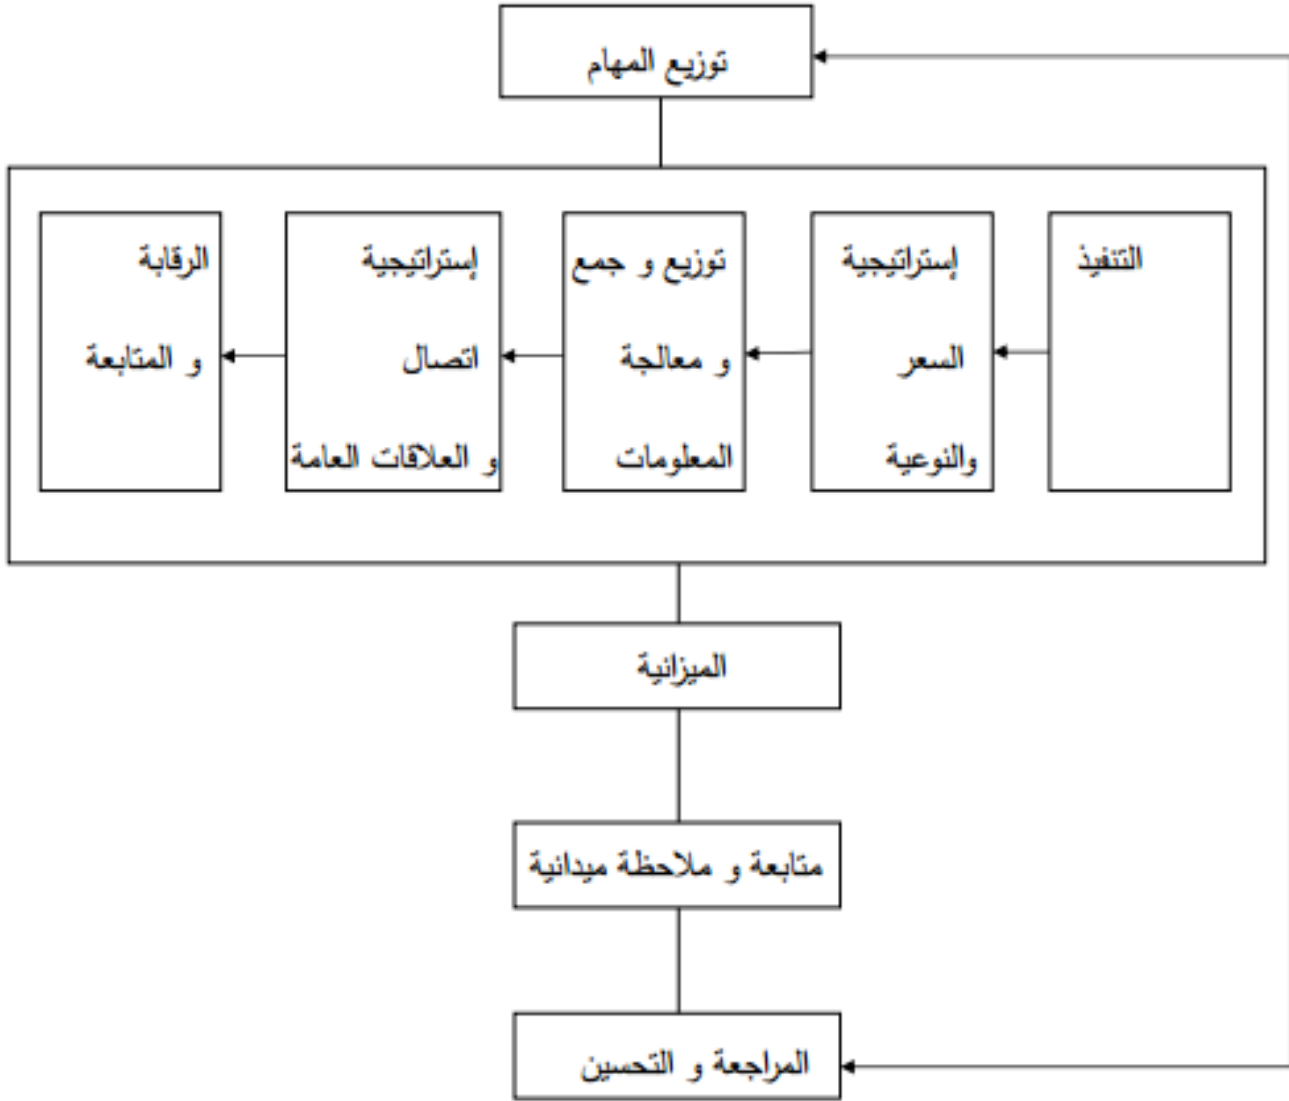 توزيع المهام
التنفيذ
إستراتيجية
السعر
والنوعية
توزيع و جمع
و معالجة
المعلومات
إستراتيجية
اتصال
و العلاقات العامة
الرقابة
و المتابعة
الميزانية
متابعة و ملاحظة ميدانية
المراجعة و التحسين